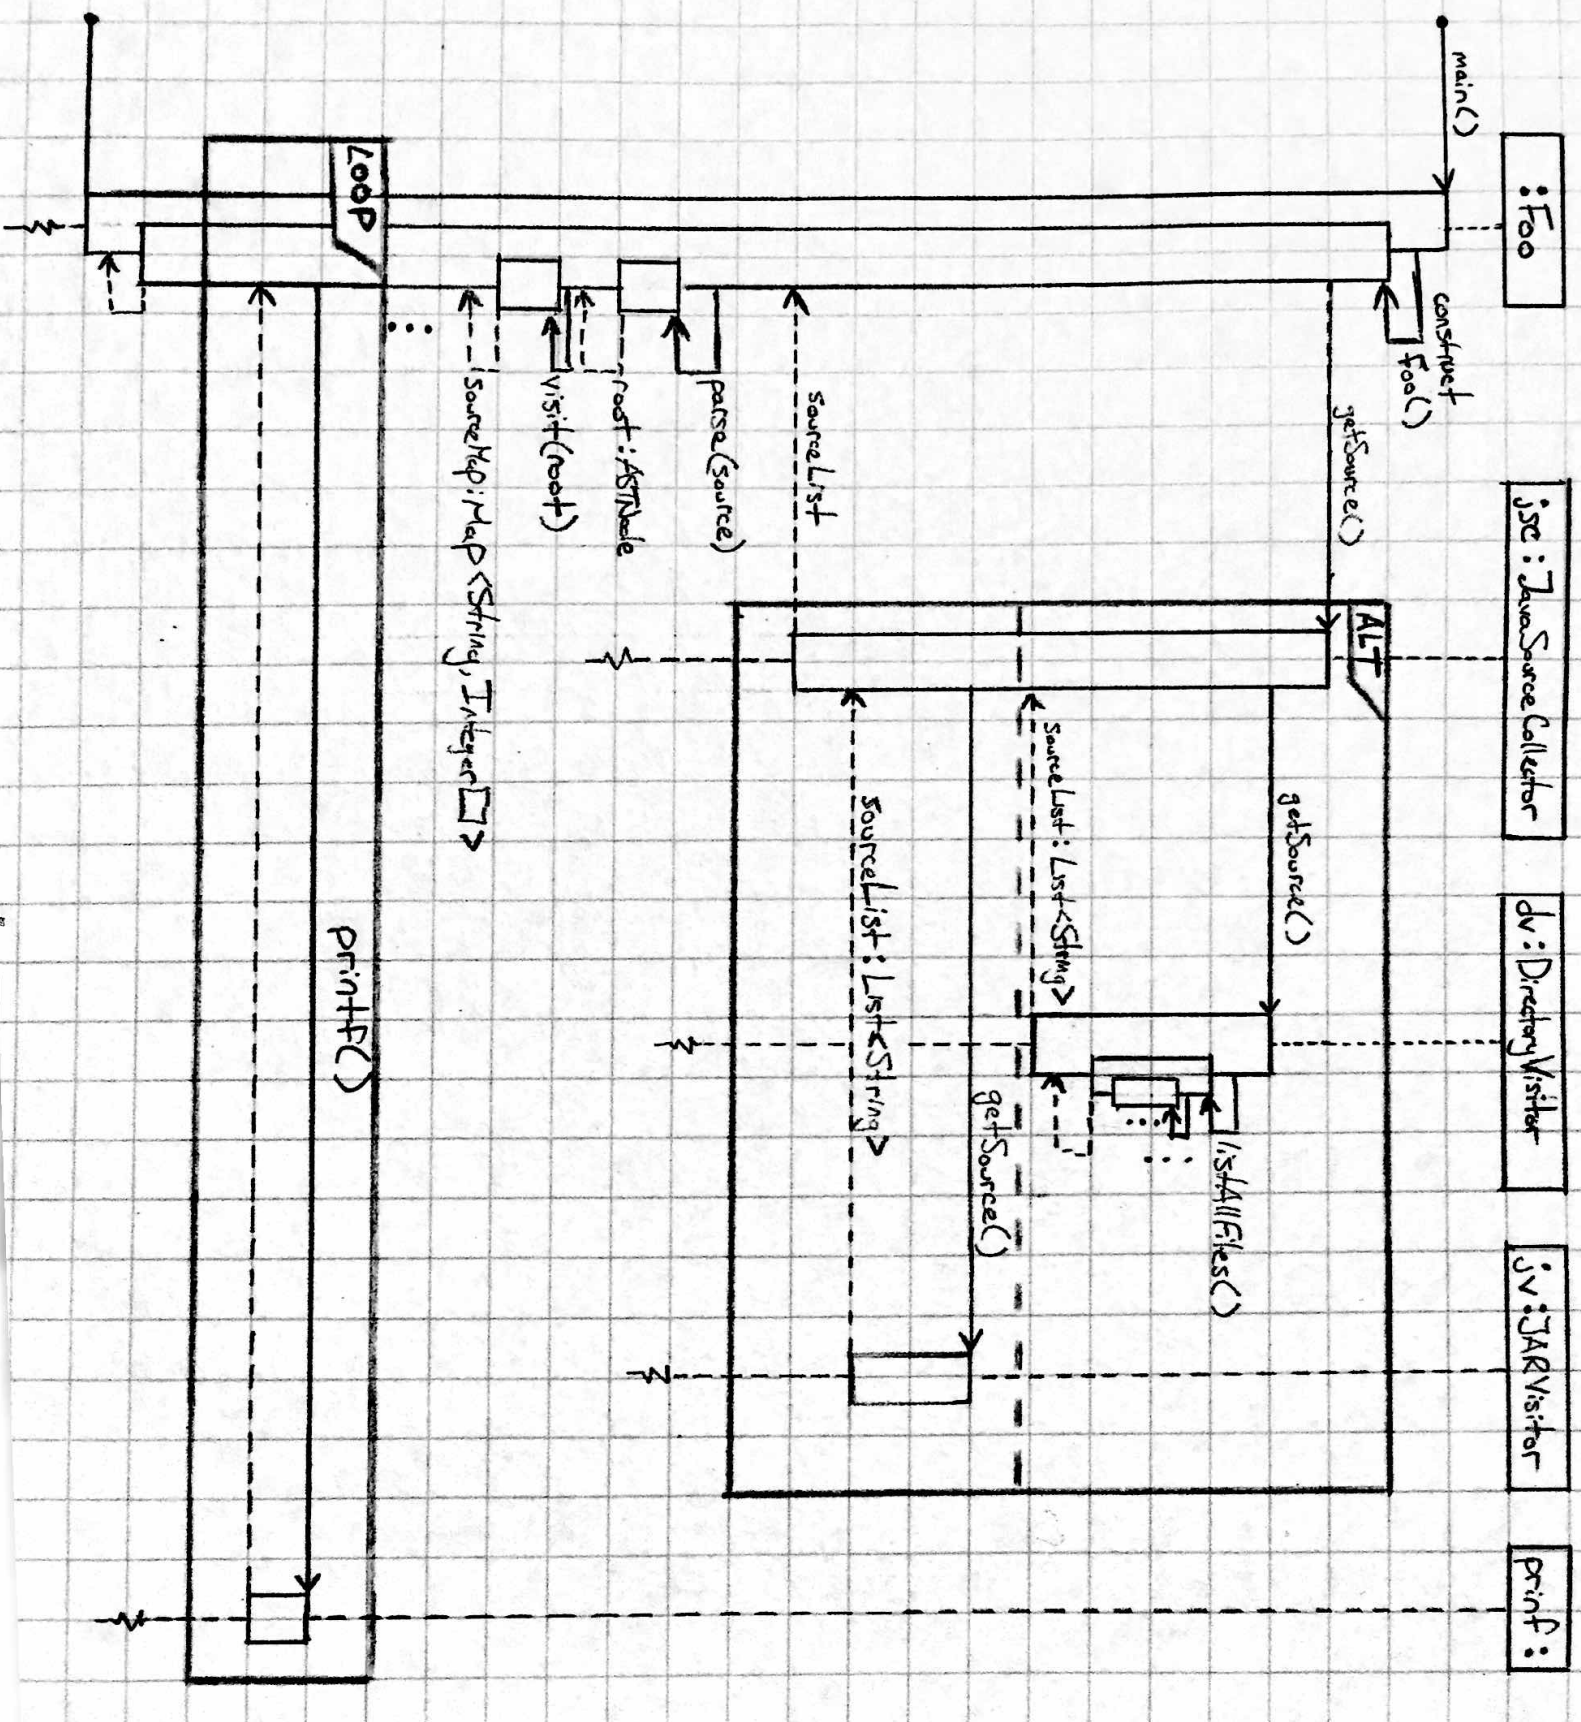 :Foo
jsc:JavaSourceCollector
dv:DirectoryVisitor
jv:JARVisitor
prinf:
main()
construct
Foo()
getSource()
ALT
getSource()
listAllFiles()
...
...
sourceList:List<String>
getSource()
sourceList:List<String>
sourceList
parse(source)
root:ASTNode
visit(root)
sourceMap:Map<String,Integer[]>
...
LOOP
printf()